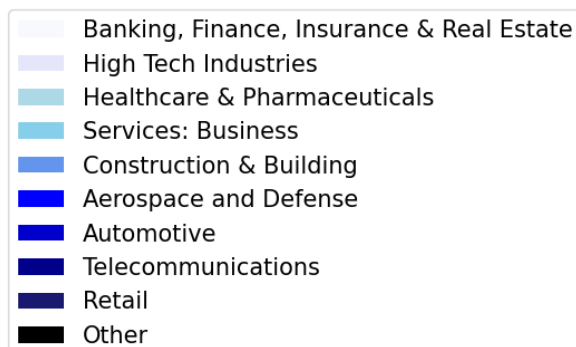 Banking, Finance, Insurance & Real Estate
High Tech Industries
Healthcare & Pharmaceuticals
Services: Business
Construction & Building
Aerospace and Defense
Automotive
Telecommunications
Retail
Other